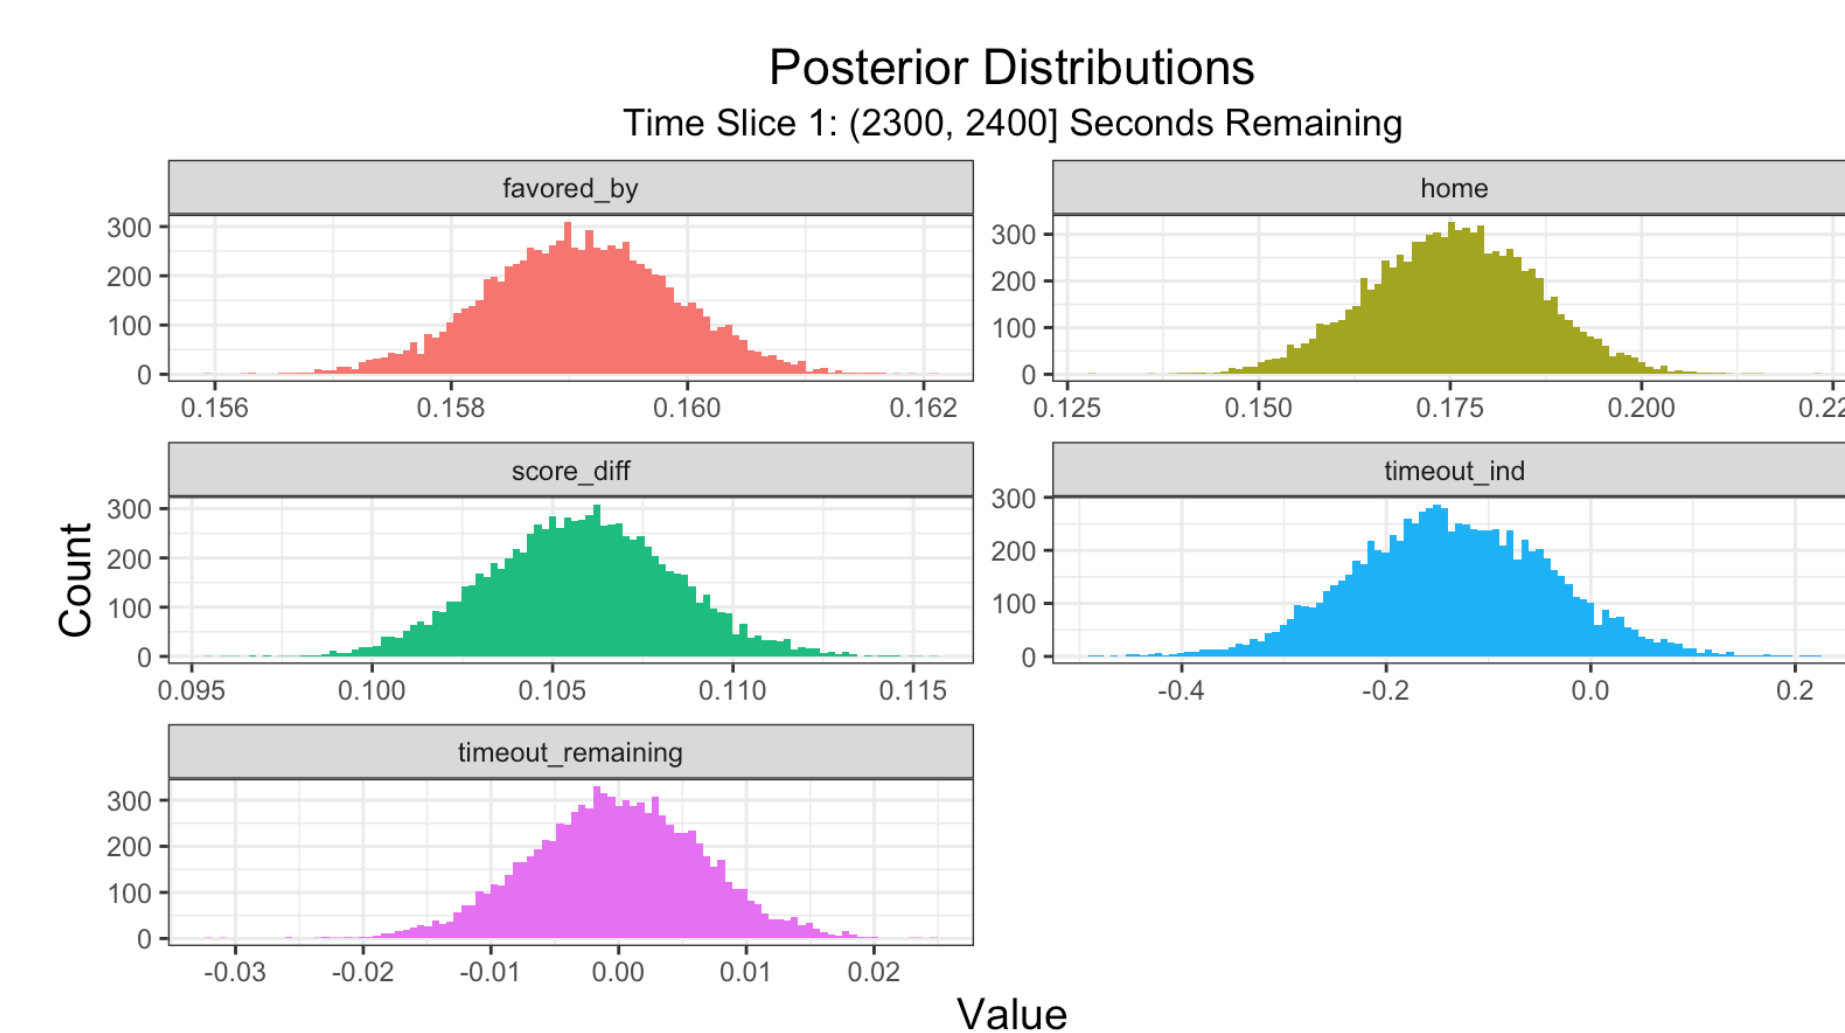 Posterior Distributions
Time Slice 1: (2300, 2400] Seconds Remaining
favored_by
home
300
200
100
0
0.156 0.158 0.160 0.162
300
200
100
0
0.125 0.150 0.175 0.200 0.22
score_diff
timeout_ind
Count
300
200
100
0
0.095 0.100 0.105 0.110 0.115
300
200
100
0
-0.4 -0.2 0.0 0.2
timeout_remaining
300
200
100
0
-0.03 -0.02 -0.01 0.00 0.01 0.02
Value